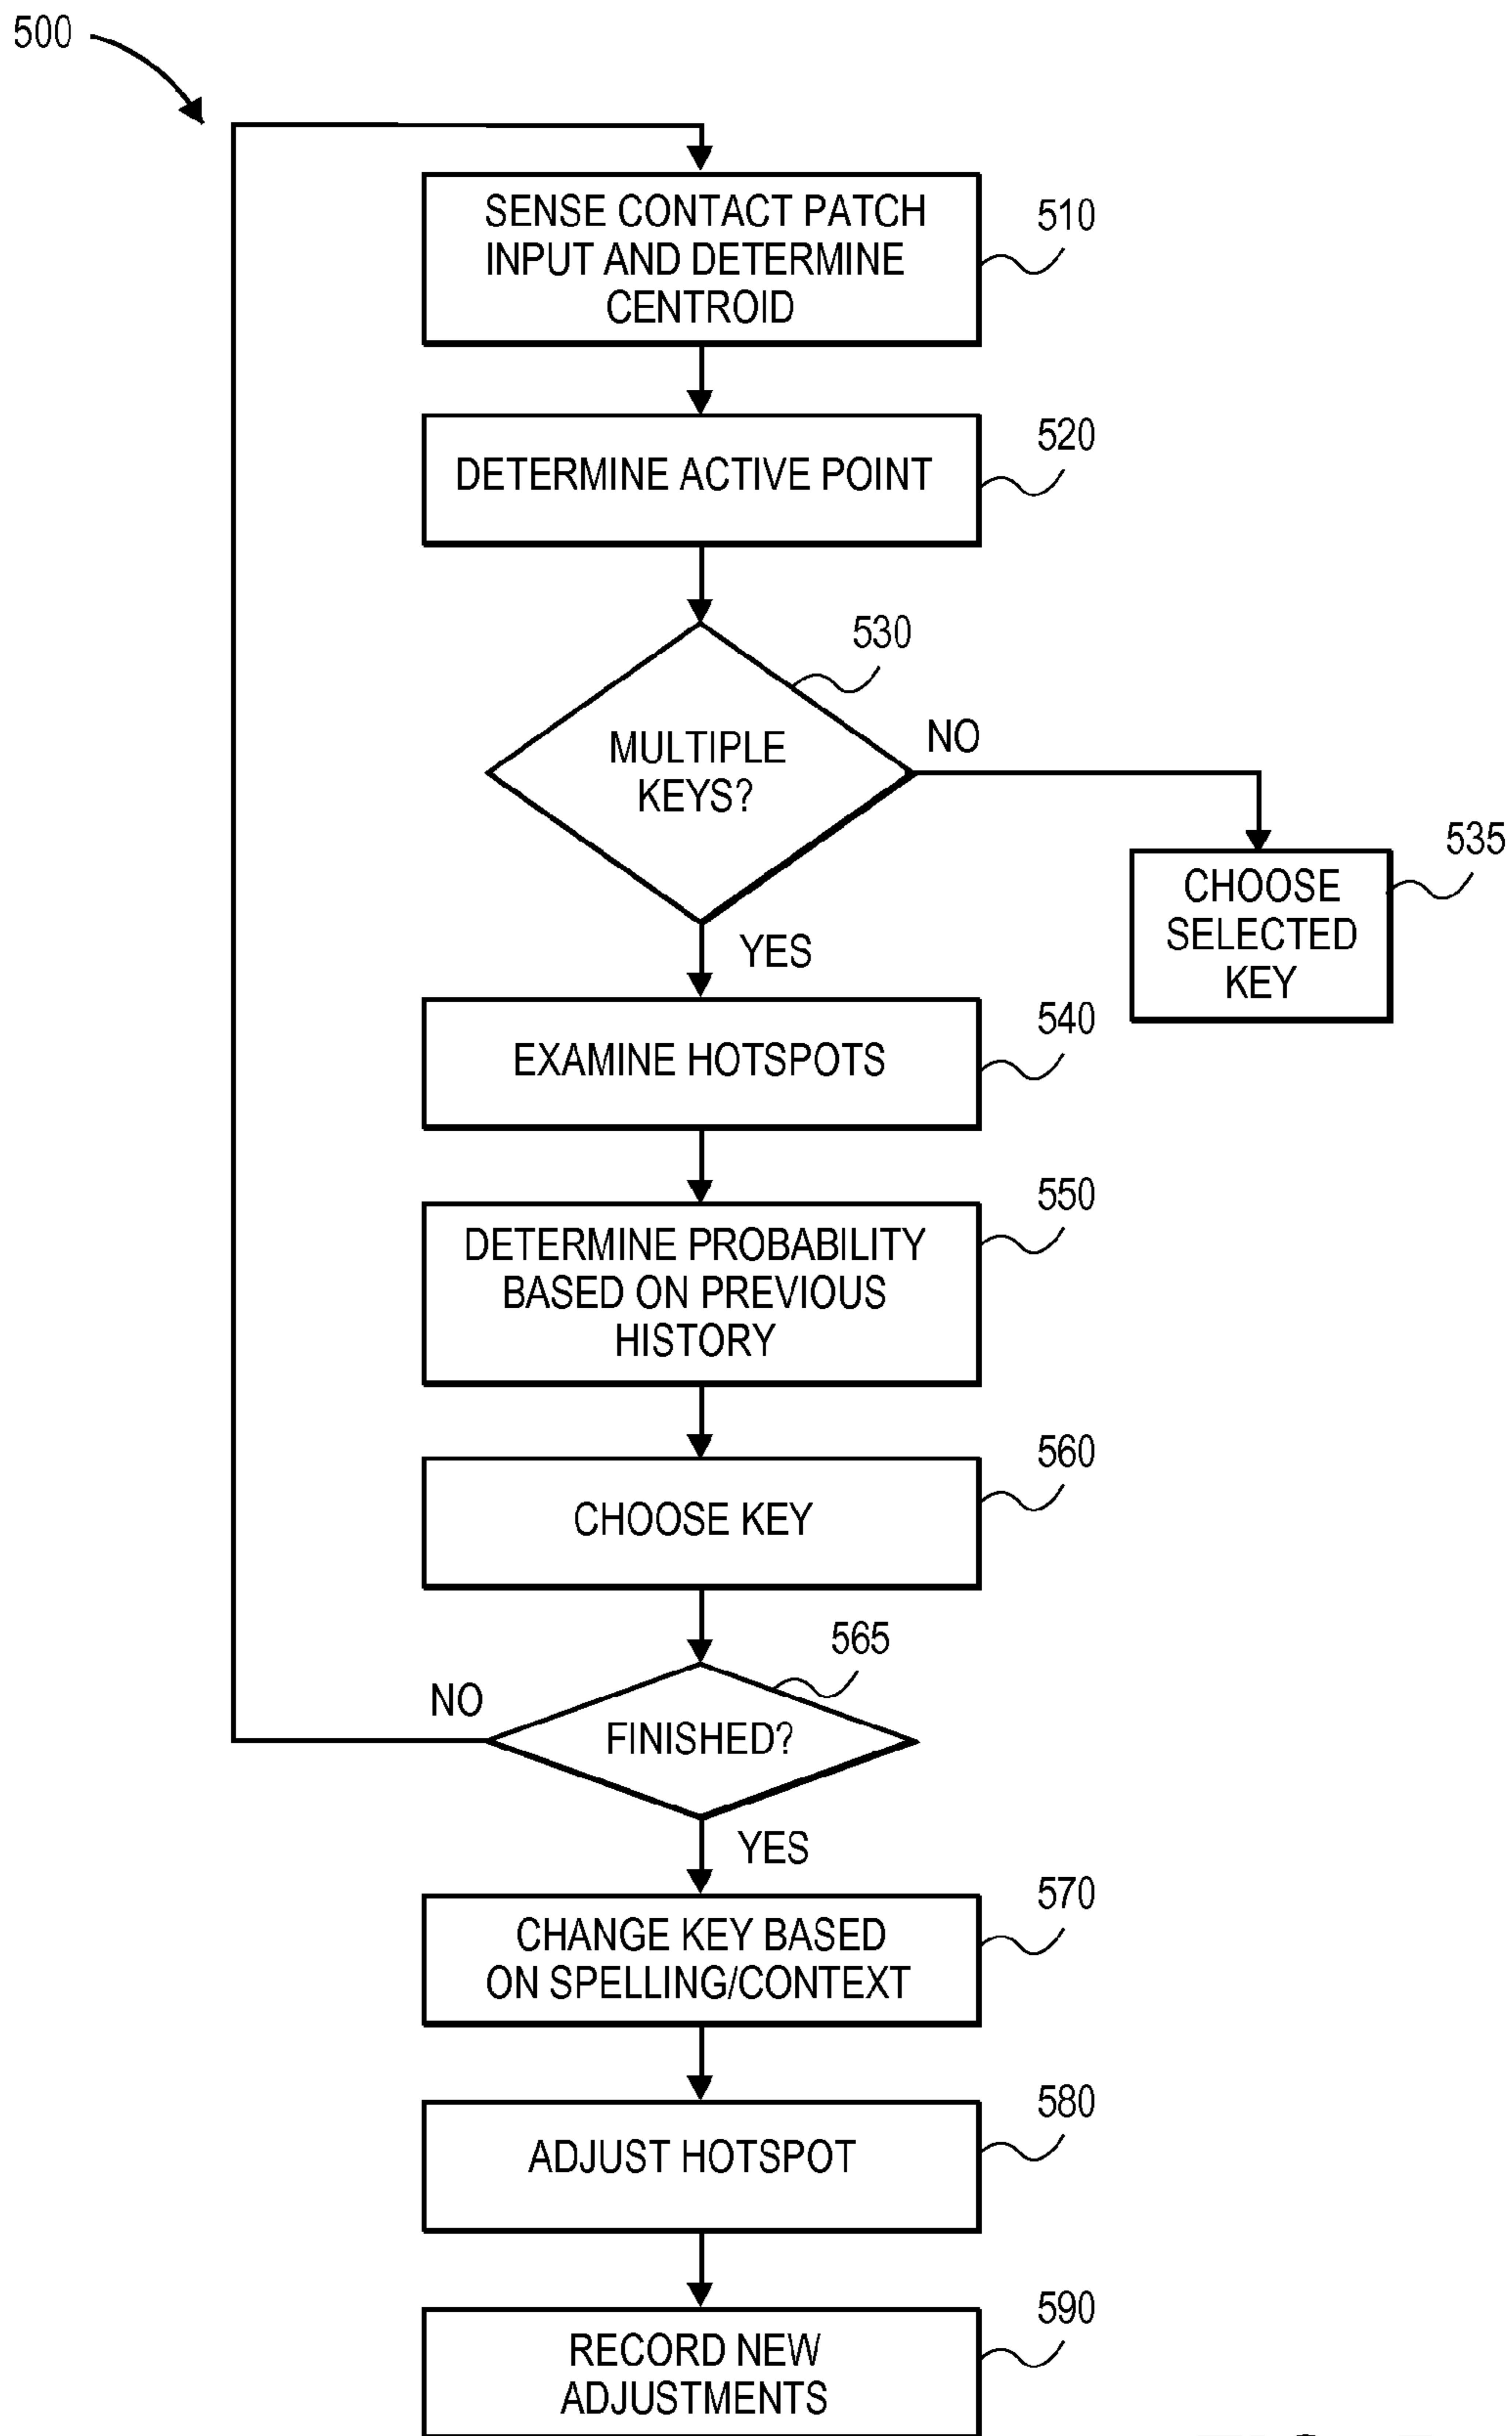 500
SENSE CONTACT PATCH
INPUT AND DETERMINE
CENTROID
510
DETERMINE ACTIVE POINT
520
530
MULTIPLE
KEYS?
NO
535
CHOOSE
SELECTED
KEY
YES
540
EXAMINE HOTSPOTS
550
DETERMINE PROBABILITY
BASED ON PREVIOUS
HISTORY
560
CHOOSE KEY
565
NO
FINISHED?
YES
570
CHANGE KEY BASED
ON SPELLING/CONTEXT
580
ADJUST HOTSPOT
590
RECORD NEW
ADJUSTMENTS